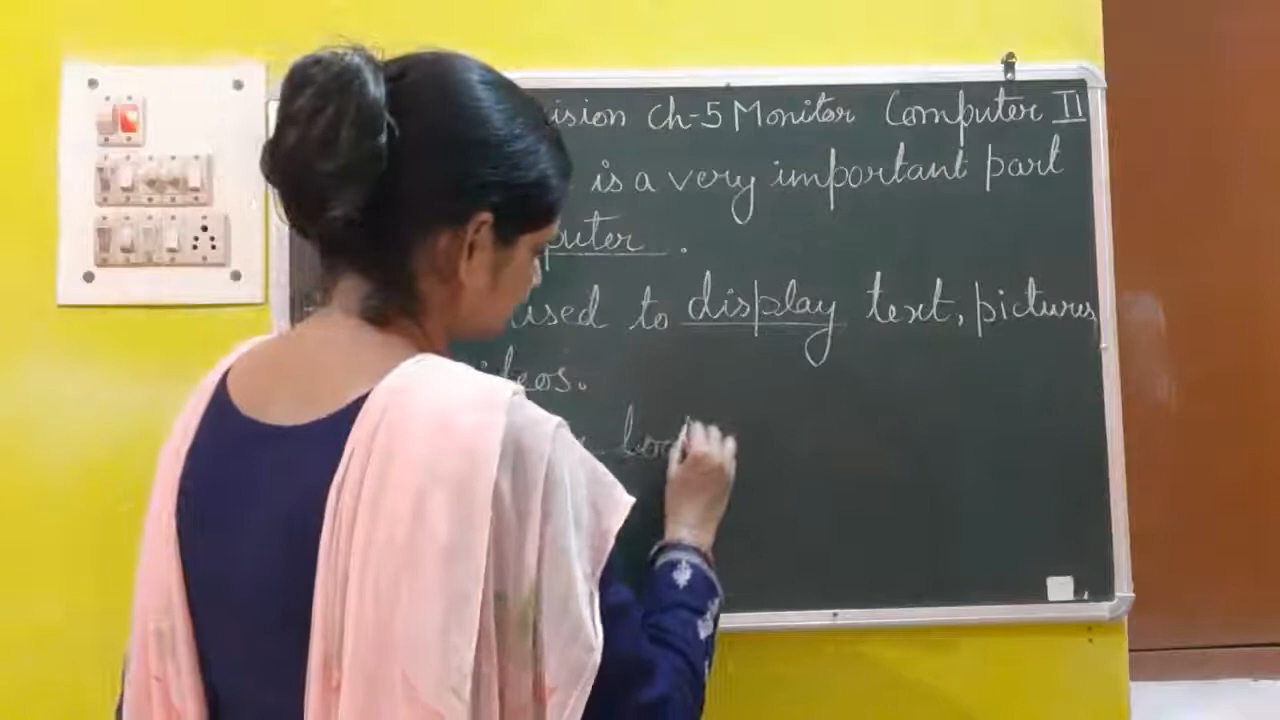 ision Ch-5 Monitor Computer II
is a very important part
puter .
used to display text, pictures
ideos.